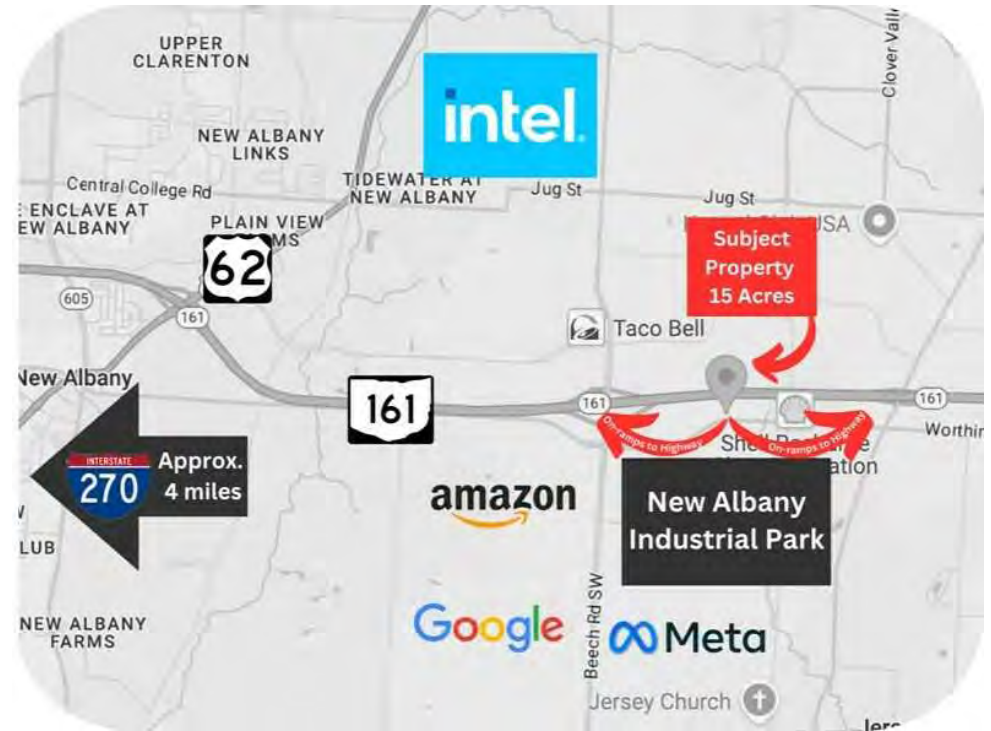 UPPER
CLARENTON
intel.
NEW ALBANY
LINKS
Central College Rd
TIDEWATER AT
NEW ALBANY
Jug St
Jug St
ENCLAVE AT
EW ALBANY
PLAIN VIEW
MS
USA
Subject
Property
15 Acres
62
605
161
Taco Bell
New Albany
161
161
161
On-ramps to Highway
On-ramps to Highway
Worthin
INTERSTATE
270
Approx.
4 miles
amazon
New Albany
Industrial Park
LUB
Google
Meta
NEW ALBANY
FARMS
Beech Rd SW
Jersey Church